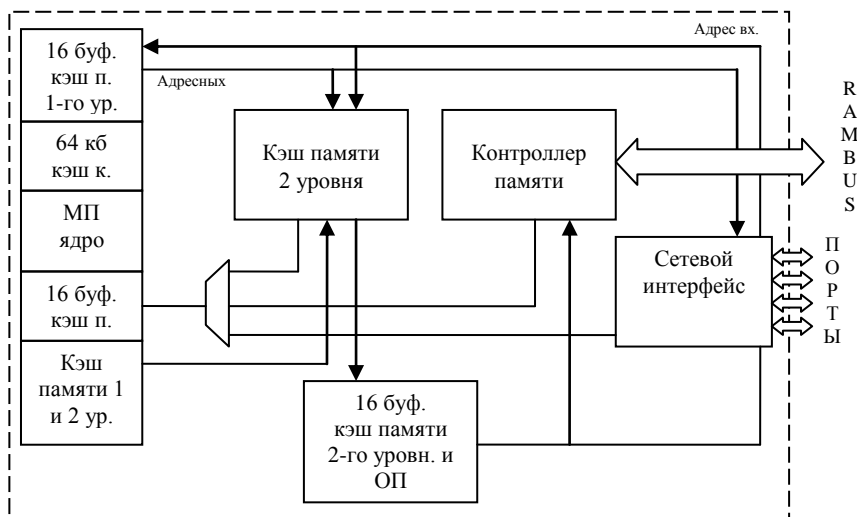 Адрес вх.
16 буф.
кэш п.
1-го ур.
Адресных
64 кб
кэш к.
МП
ядро
16 буф.
кэш п.
Кэш
памяти 1
и 2 ур.
Кэш памяти
2 уровня
Контроллер
памяти
Сетевой
интерфейс
16 буф.
кэш памяти
2-го уровн. и
ОП
RAMBUS
ПОРТЫ